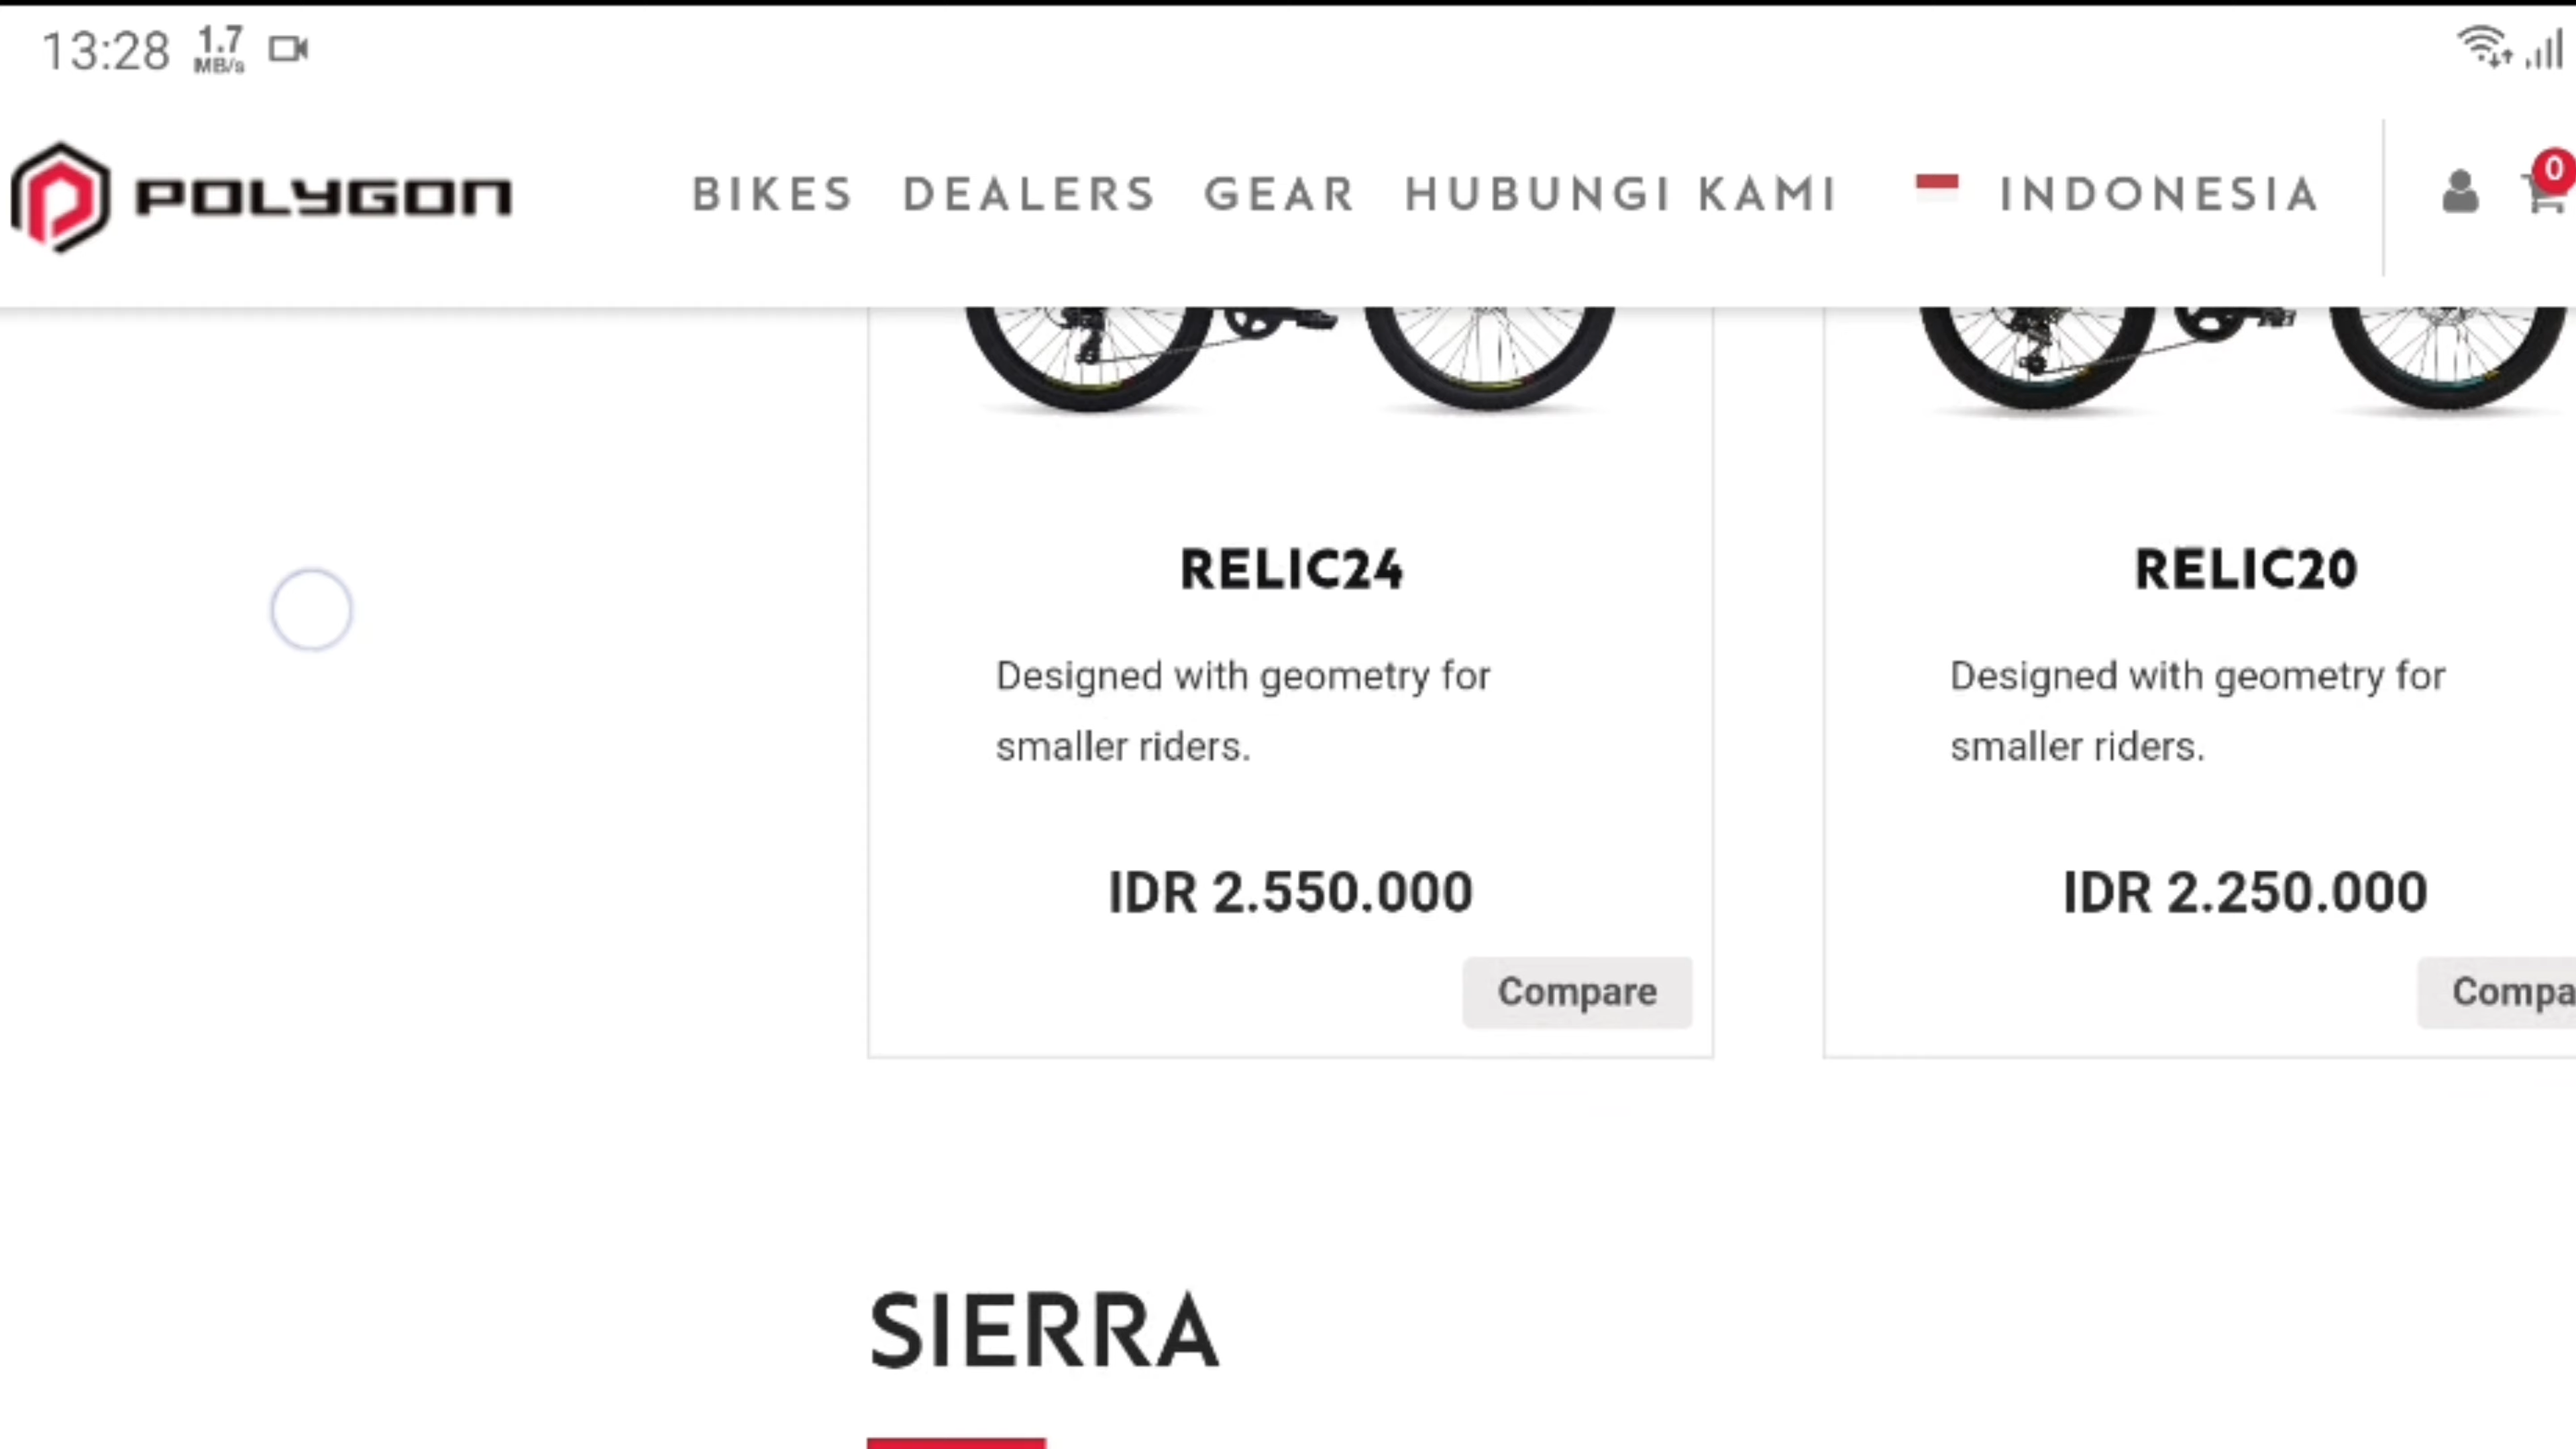 13:28 1.7 MB/s
POLYGON BIKES DEALERS GEAR HUBUNGI KAMI INDONESIA 0
RELIC24
Designed with geometry for
smaller riders.
IDR 2.550.000
Compare
RELIC20
Designed with geometry for
smaller riders.
IDR 2.250.000
Compa
SIERRA